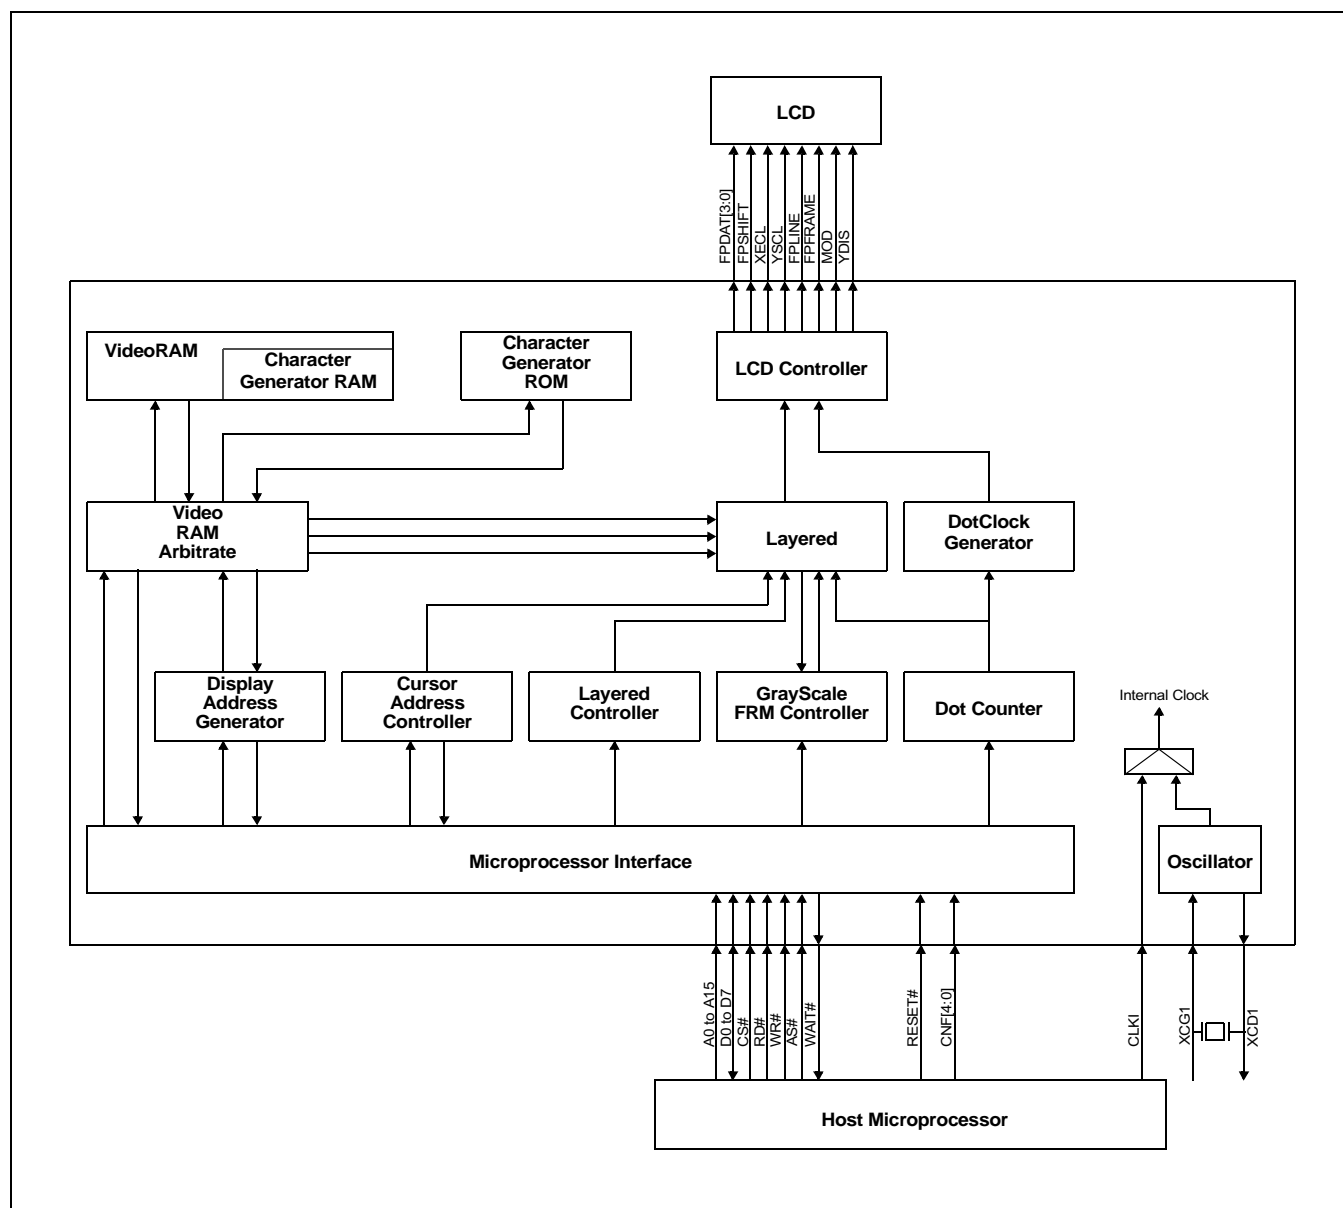 LCD
FPDAT[3:0]
FPSHIFT
XECL
YSCL
FPLINE
FPFRAME
MOD
YDIS
VideoRAM
Character
Generator RAM
Character
Generator
ROM
LCD Controller
Video
RAM
Arbitrate
Layered
DotClock
Generator
Display
Address
Generator
Cursor
Address
Controller
Layered
Controller
GrayScale
FRM Controller
Dot Counter
Internal Clock
Microprocessor Interface
Oscillator
A0 to A15
D0 to D7
CS#
RD#
WR#
AS#
WAIT#
RESET#
CNF[4:0]
CLKI
XCG1
XCD1
Host Microprocessor